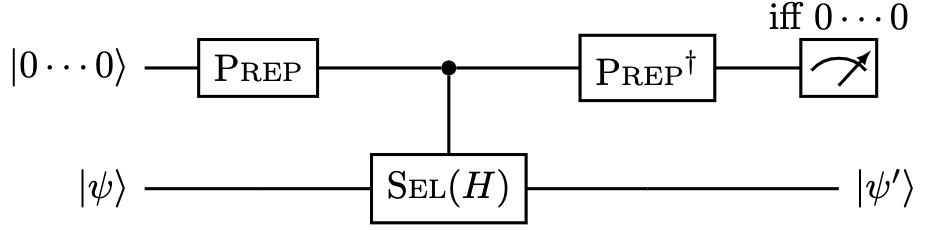 iff 0 ⋯ 0
|0 ⋯ 0⟩ PREP PREP†
|ψ⟩ SEL(H) |ψ′⟩